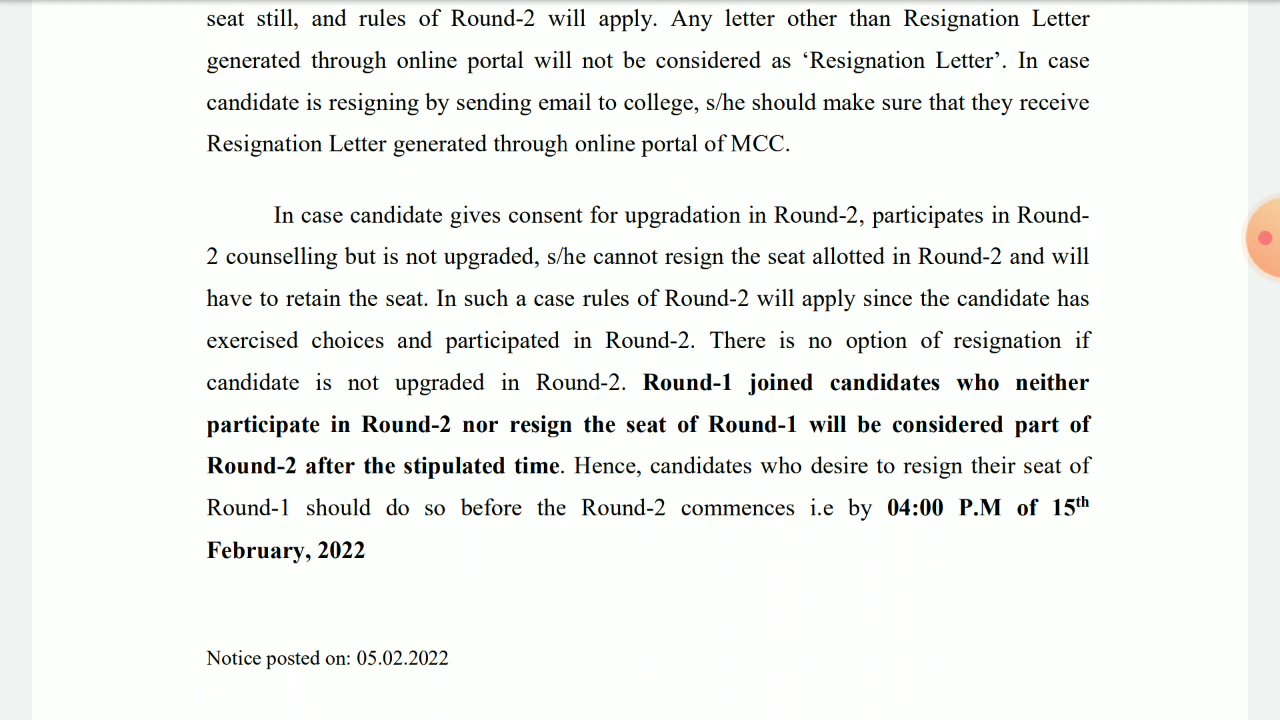 seat still, and rules of Round-2 will apply. Any letter other than Resignation Letter
generated through online portal will not be considered as ‘Resignation Letter’. In case
candidate is resigning by sending email to college, s/he should make sure that they receive
Resignation Letter generated through online portal of MCC.
In case candidate gives consent for upgradation in Round-2, participates in Round-
2 counselling but is not upgraded, s/he cannot resign the seat allotted in Round-2 and will
have to retain the seat. In such a case rules of Round-2 will apply since the candidate has
exercised choices and participated in Round-2. There is no option of resignation if
candidate is not upgraded in Round-2. Round-1 joined candidates who neither
participate in Round-2 nor resign the seat of Round-1 will be considered part of
Round-2 after the stipulated time. Hence, candidates who desire to resign their seat of
Round-1 should do so before the Round-2 commences i.e by 04:00 P.M of 15th
February, 2022
Notice posted on: 05.02.2022